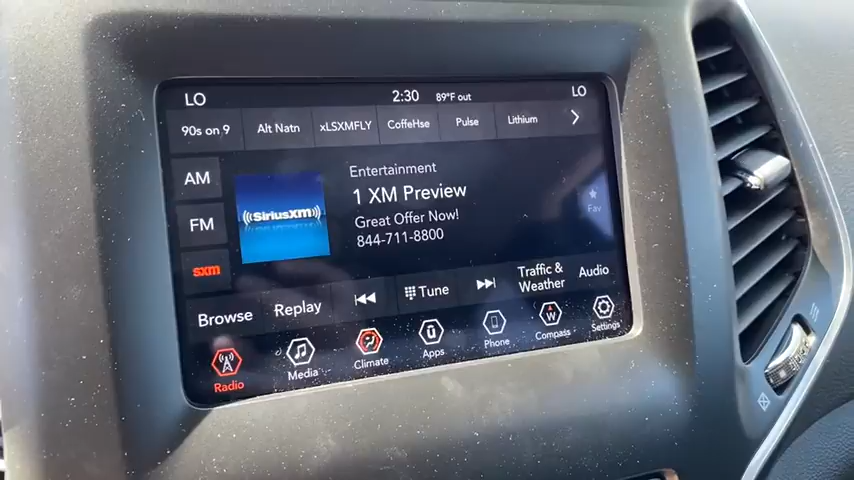 LO 2:30 89°F out LO
90s on 9 Alt Natn xLSXMFLY CoffeHse Pulse Lithium
AM
FM
sxm
((SiriusXM))
Entertainment
1 XM Preview
Great Offer Now!
844-711-8800
Fav
Browse Replay Tune Traffic & Weather Audio
Radio Media Climate Apps Phone W Compass Settings